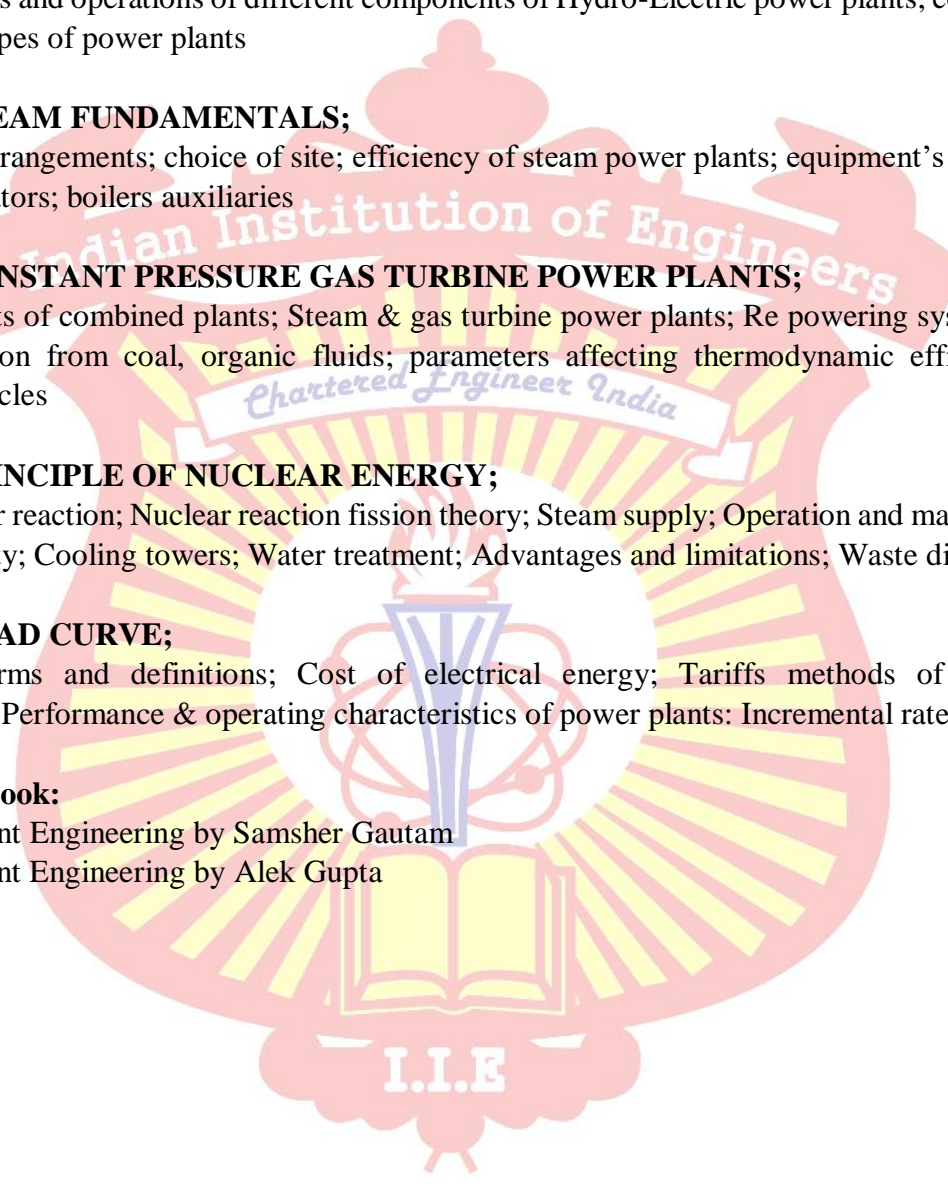 s and operations of different components of Hydro-Electric power plants; c
pes of power plants
EAM FUNDAMENTALS;
rangements; choice of site; efficiency of steam power plants; equipment's
ators; boilers auxiliaries
Indian Institution of Engineers
NSTANT PRESSURE GAS TURBINE POWER PLANTS;
ts of combined plants; Steam & gas turbine power plants; Re powering sy
ion from coal, organic fluids; parameters affecting thermodynamic eff
Chartered Engineer India
cles
INCIPLE OF NUCLEAR ENERGY;
r reaction; Nuclear reaction fission theory; Steam supply; Operation and ma
ty; Cooling towers; Water treatment; Advantages and limitations; Waste di
AD CURVE;
rms and definitions; Cost of electrical energy; Tariffs methods of
Performance & operating characteristics of power plants: Incremental rate
ook:
nt Engineering by Samsher Gautam
nt Engineering by Alek Gupta
I.I.E